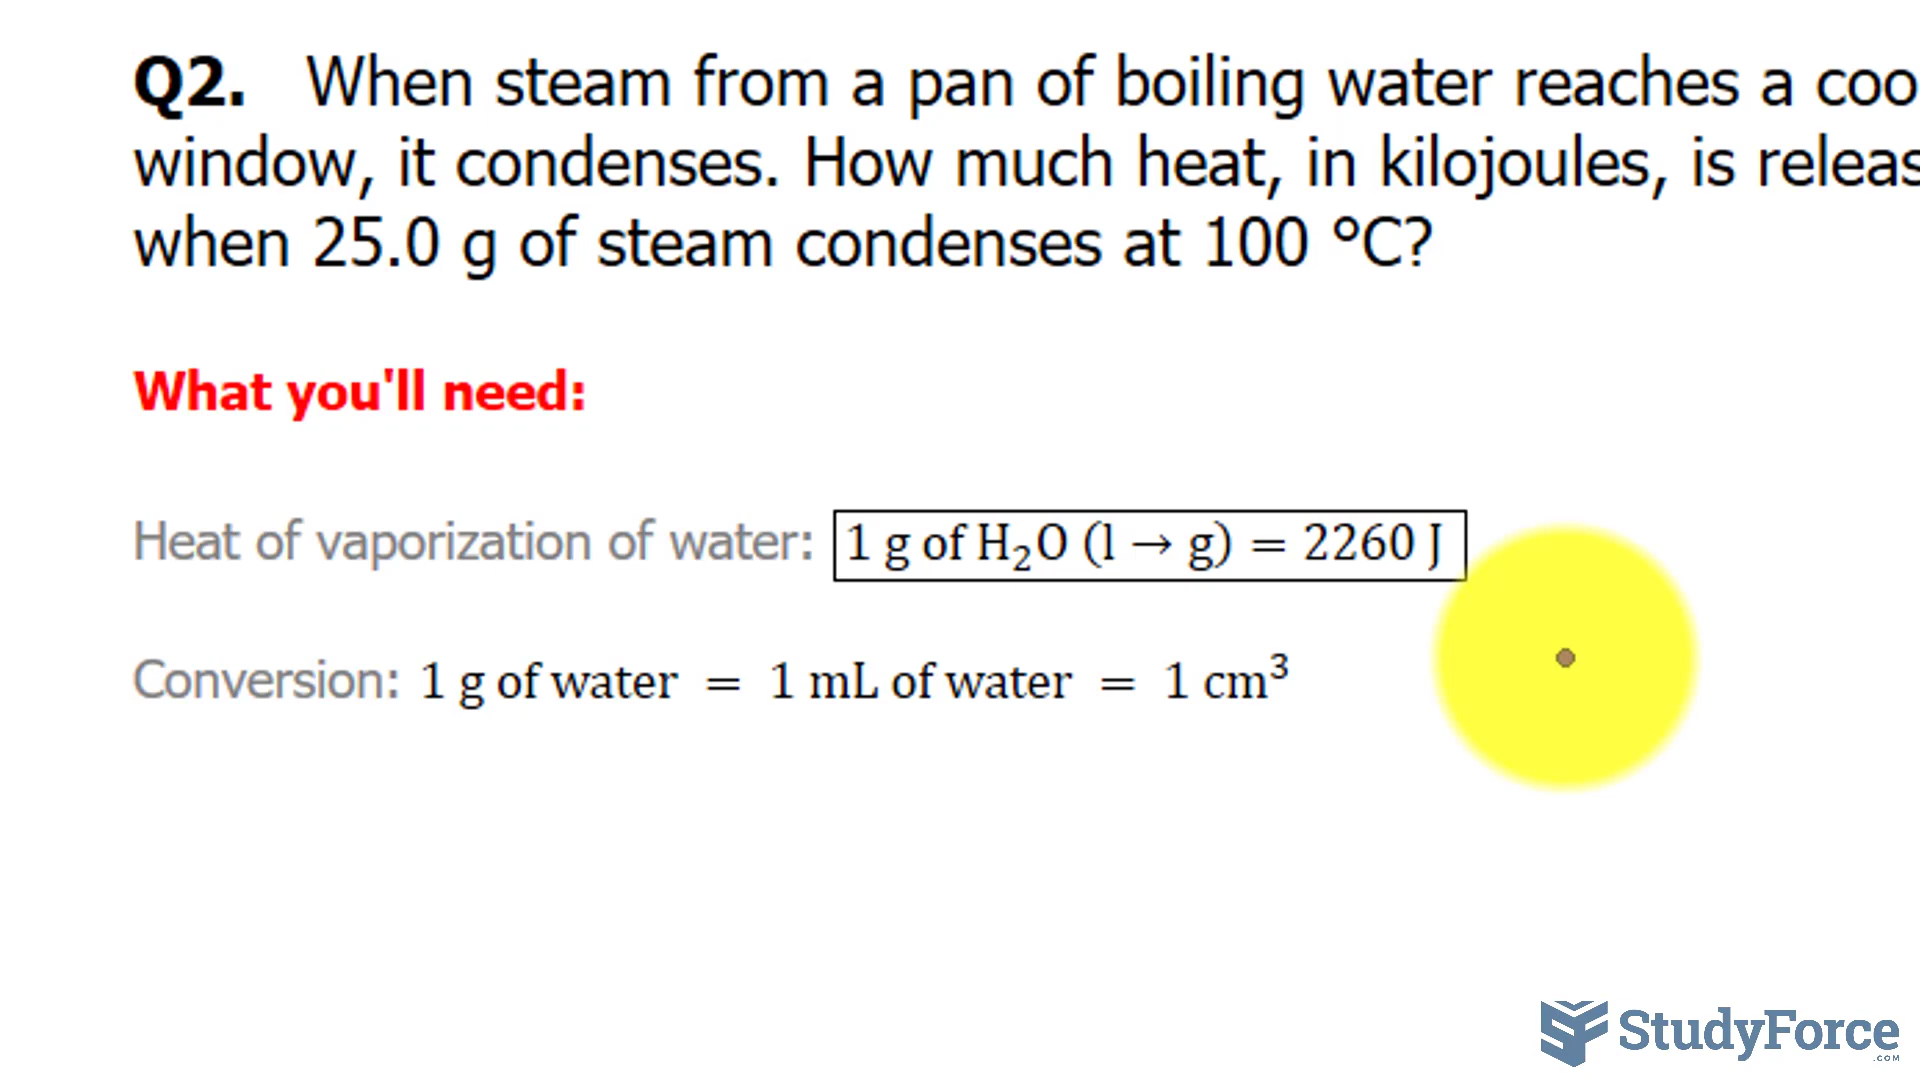 Q2. When steam from a pan of boiling water reaches a coo
window, it condenses. How much heat, in kilojoules, is releas
when 25.0 g of steam condenses at 100 °C?
What you'll need:
Heat of vaporization of water: 1 g of H₂O (l → g) = 2260 J
Conversion: 1 g of water = 1 mL of water = 1 cm³
StudyForce
.COM